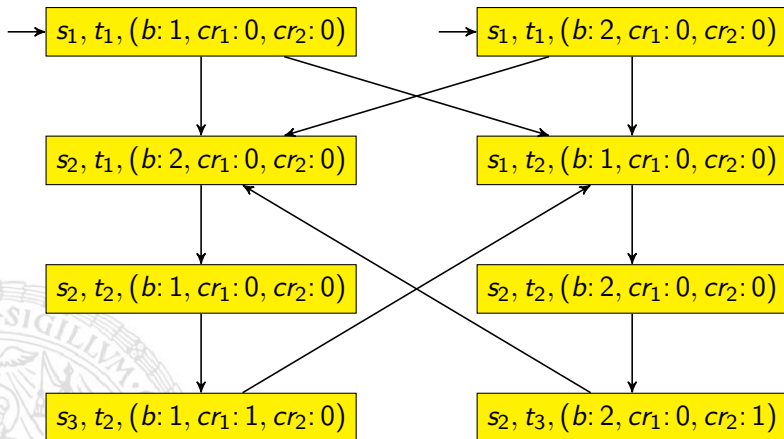 s₁, t₁, (b: 1, cr₁: 0, cr₂: 0) s₁, t₁, (b: 2, cr₁: 0, cr₂: 0)
s₂, t₁, (b: 2, cr₁: 0, cr₂: 0) s₁, t₂, (b: 1, cr₁: 0, cr₂: 0)
s₂, t₂, (b: 1, cr₁: 0, cr₂: 0) s₂, t₂, (b: 2, cr₁: 0, cr₂: 0)
s₃, t₂, (b: 1, cr₁: 1, cr₂: 0) s₂, t₃, (b: 2, cr₁: 0, cr₂: 1)
SIGILLVM